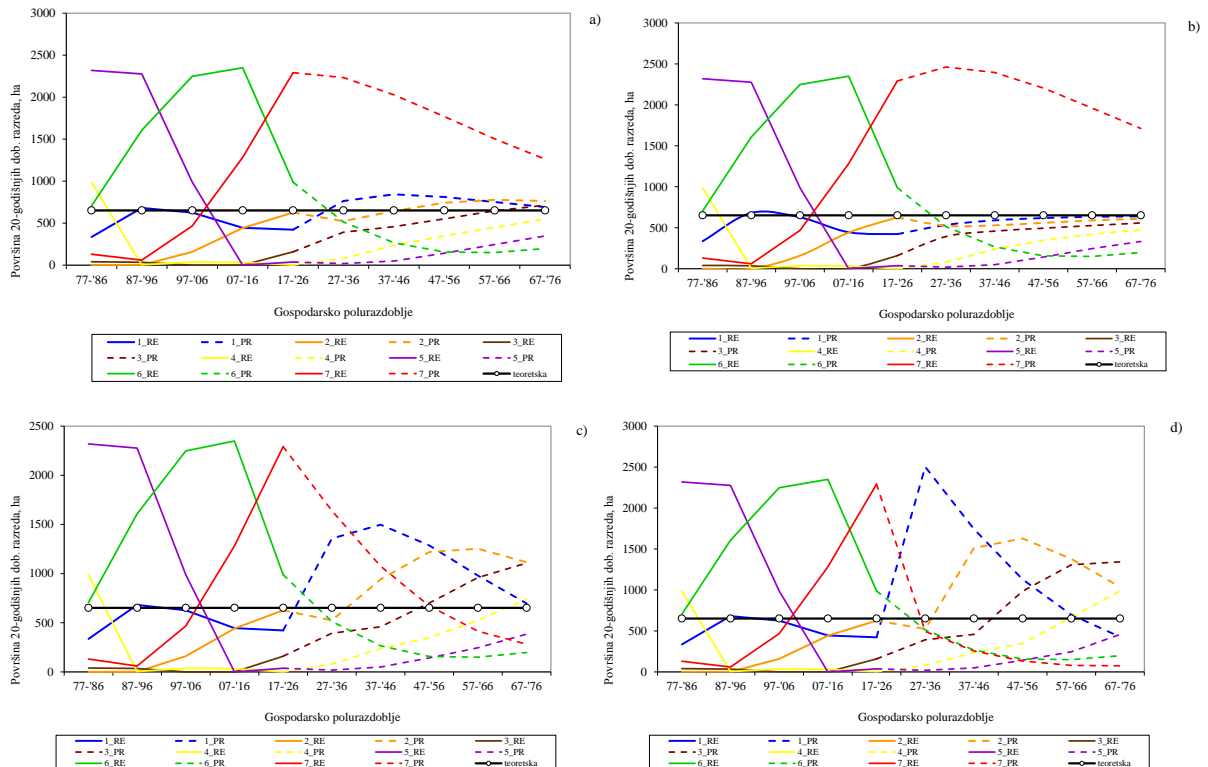 a)
Površina 20-godišnjih dob. razreda, ha
3000
2500
2000
1500
1000
500
0
77-'86 87-'96 97-'06 07-'16 17-'26 27-'36 37-'46 47-'56 57-'66 67-'76
Gospodarsko polurazdoblje
1_RE 1_PR 2_RE 2_PR 3_RE
3_PR 4_RE 4_PR 5_RE 5_PR
6_RE 6_PR 7_RE 7_PR teoretska
b)
Površina 20-godišnjih dob. razreda, ha
3000
2500
2000
1500
1000
500
0
77-'86 87-'96 97-'06 07-'16 17-'26 27-'36 37-'46 47-'56 57-'66 67-'76
Gospodarsko polurazdoblje
1_RE 1_PR 2_RE 2_PR 3_RE
3_PR 4_RE 4_PR 5_RE 5_PR
6_RE 6_PR 7_RE 7_PR teoretska
c)
Površina 20-godišnjih dob. razreda, ha
2500
2000
1500
1000
500
0
77-'86 87-'96 97-'06 07-'16 17-'26 27-'36 37-'46 47-'56 57-'66 67-'76
Gospodarsko polurazdoblje
1_RE 1_PR 2_RE 2_PR 3_RE
3_PR 4_RE 4_PR 5_RE 5_PR
6_RE 6_PR 7_RE 7_PR teoretska
d)
Površina 20-godišnjih dob. razreda, ha
3000
2500
2000
1500
1000
500
0
77-'86 87-'96 97-'06 07-'16 17-'26 27-'36 37-'46 47-'56 57-'66 67-'76
Gospodarsko polurazdoblje
1_RE 1_PR 2_RE 2_PR 3_RE
3_PR 4_RE 4_PR 5_RE 5_PR
6_RE 6_PR 7_RE 7_PR teoretska